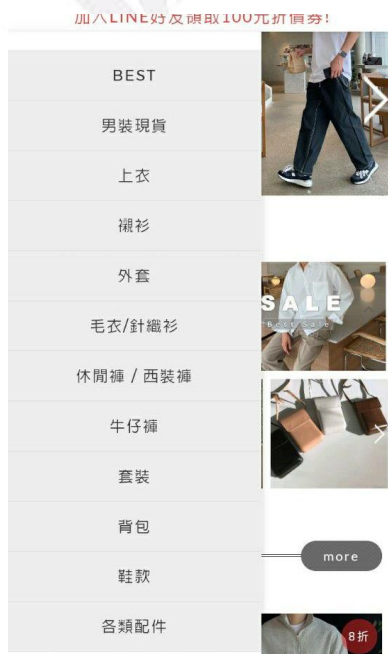 加入LINE好友領取100元折價券!
BEST
男裝現貨
上衣
襯衫
外套
毛衣/針織衫
休閒褲 / 西裝褲
牛仔褲
套裝
背包
鞋款
各類配件
SALE
Best Sale
more
8折